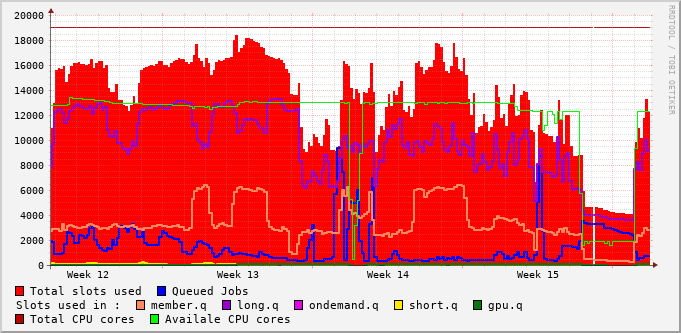 20000
18000
16000
14000
12000
10000
8000
6000
4000
2000
0
Week 12 Week 13 Week 14 Week 15
Total slots used Queued Jobs
Slots used in : member.q long.q ondemand.q short.q gpu.q
Total CPU cores Availale CPU cores
RRDTOOL / TOBI OETIKER